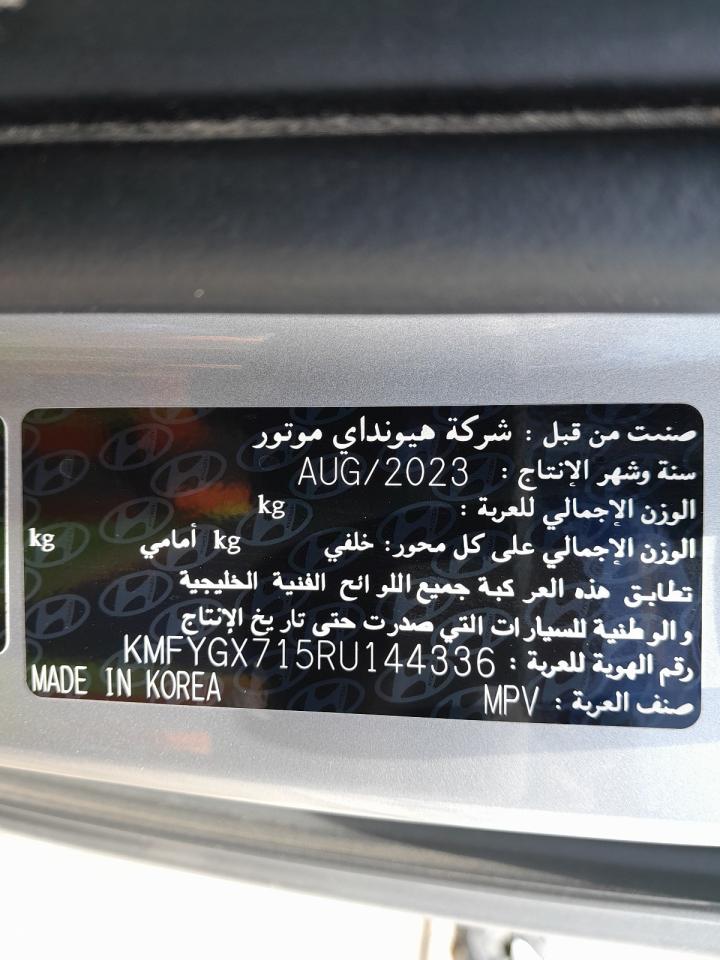 صنعت من قبل : شركة هيونداي موتور
سنة وشهر الإنتاج : AUG/2023
الوزن الإجمالي للعربة : kg
الوزن الإجمالي على كل محور: خلفي kg أمامي kg
تطابق هذه المركبة جميع اللوائح الفنية الخليجية
والوطنية للسيارات التي صدرت حتى تاريخ الإنتاج
رقم الهوية للعربة : KMFYGX715RU144336
صنف العربة : MPV MADE IN KOREA